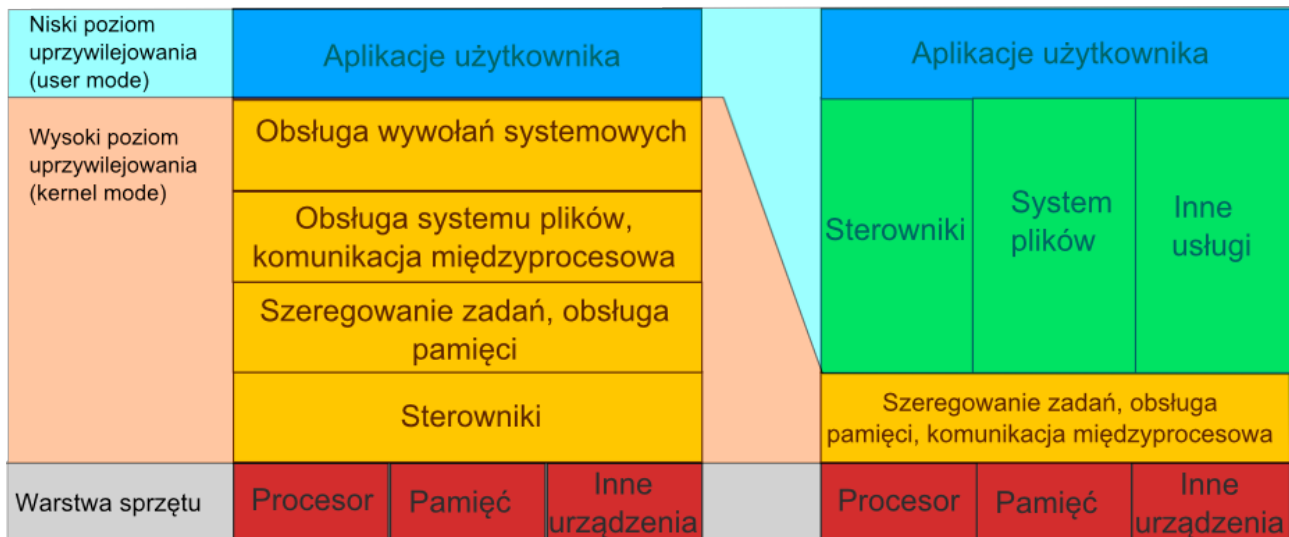 Niski poziom
uprzywilejowania
(user mode)
Aplikacje użytkownika
Aplikacje użytkownika
Wysoki poziom
uprzywilejowania
(kernel mode)
Obsługa wywołań systemowych
Obsługa systemu plików,
komunikacja międzyprocesowa
Szeregowanie zadań, obsługa
pamięci
Sterowniki
Sterowniki
System
plików
Inne
usługi
Szeregowanie zadań, obsługa
pamięci, komunikacja międzyprocesowa
Warstwa sprzętu
Procesor
Pamięć
Inne
urządzenia
Procesor
Pamięć
Inne
urządzenia